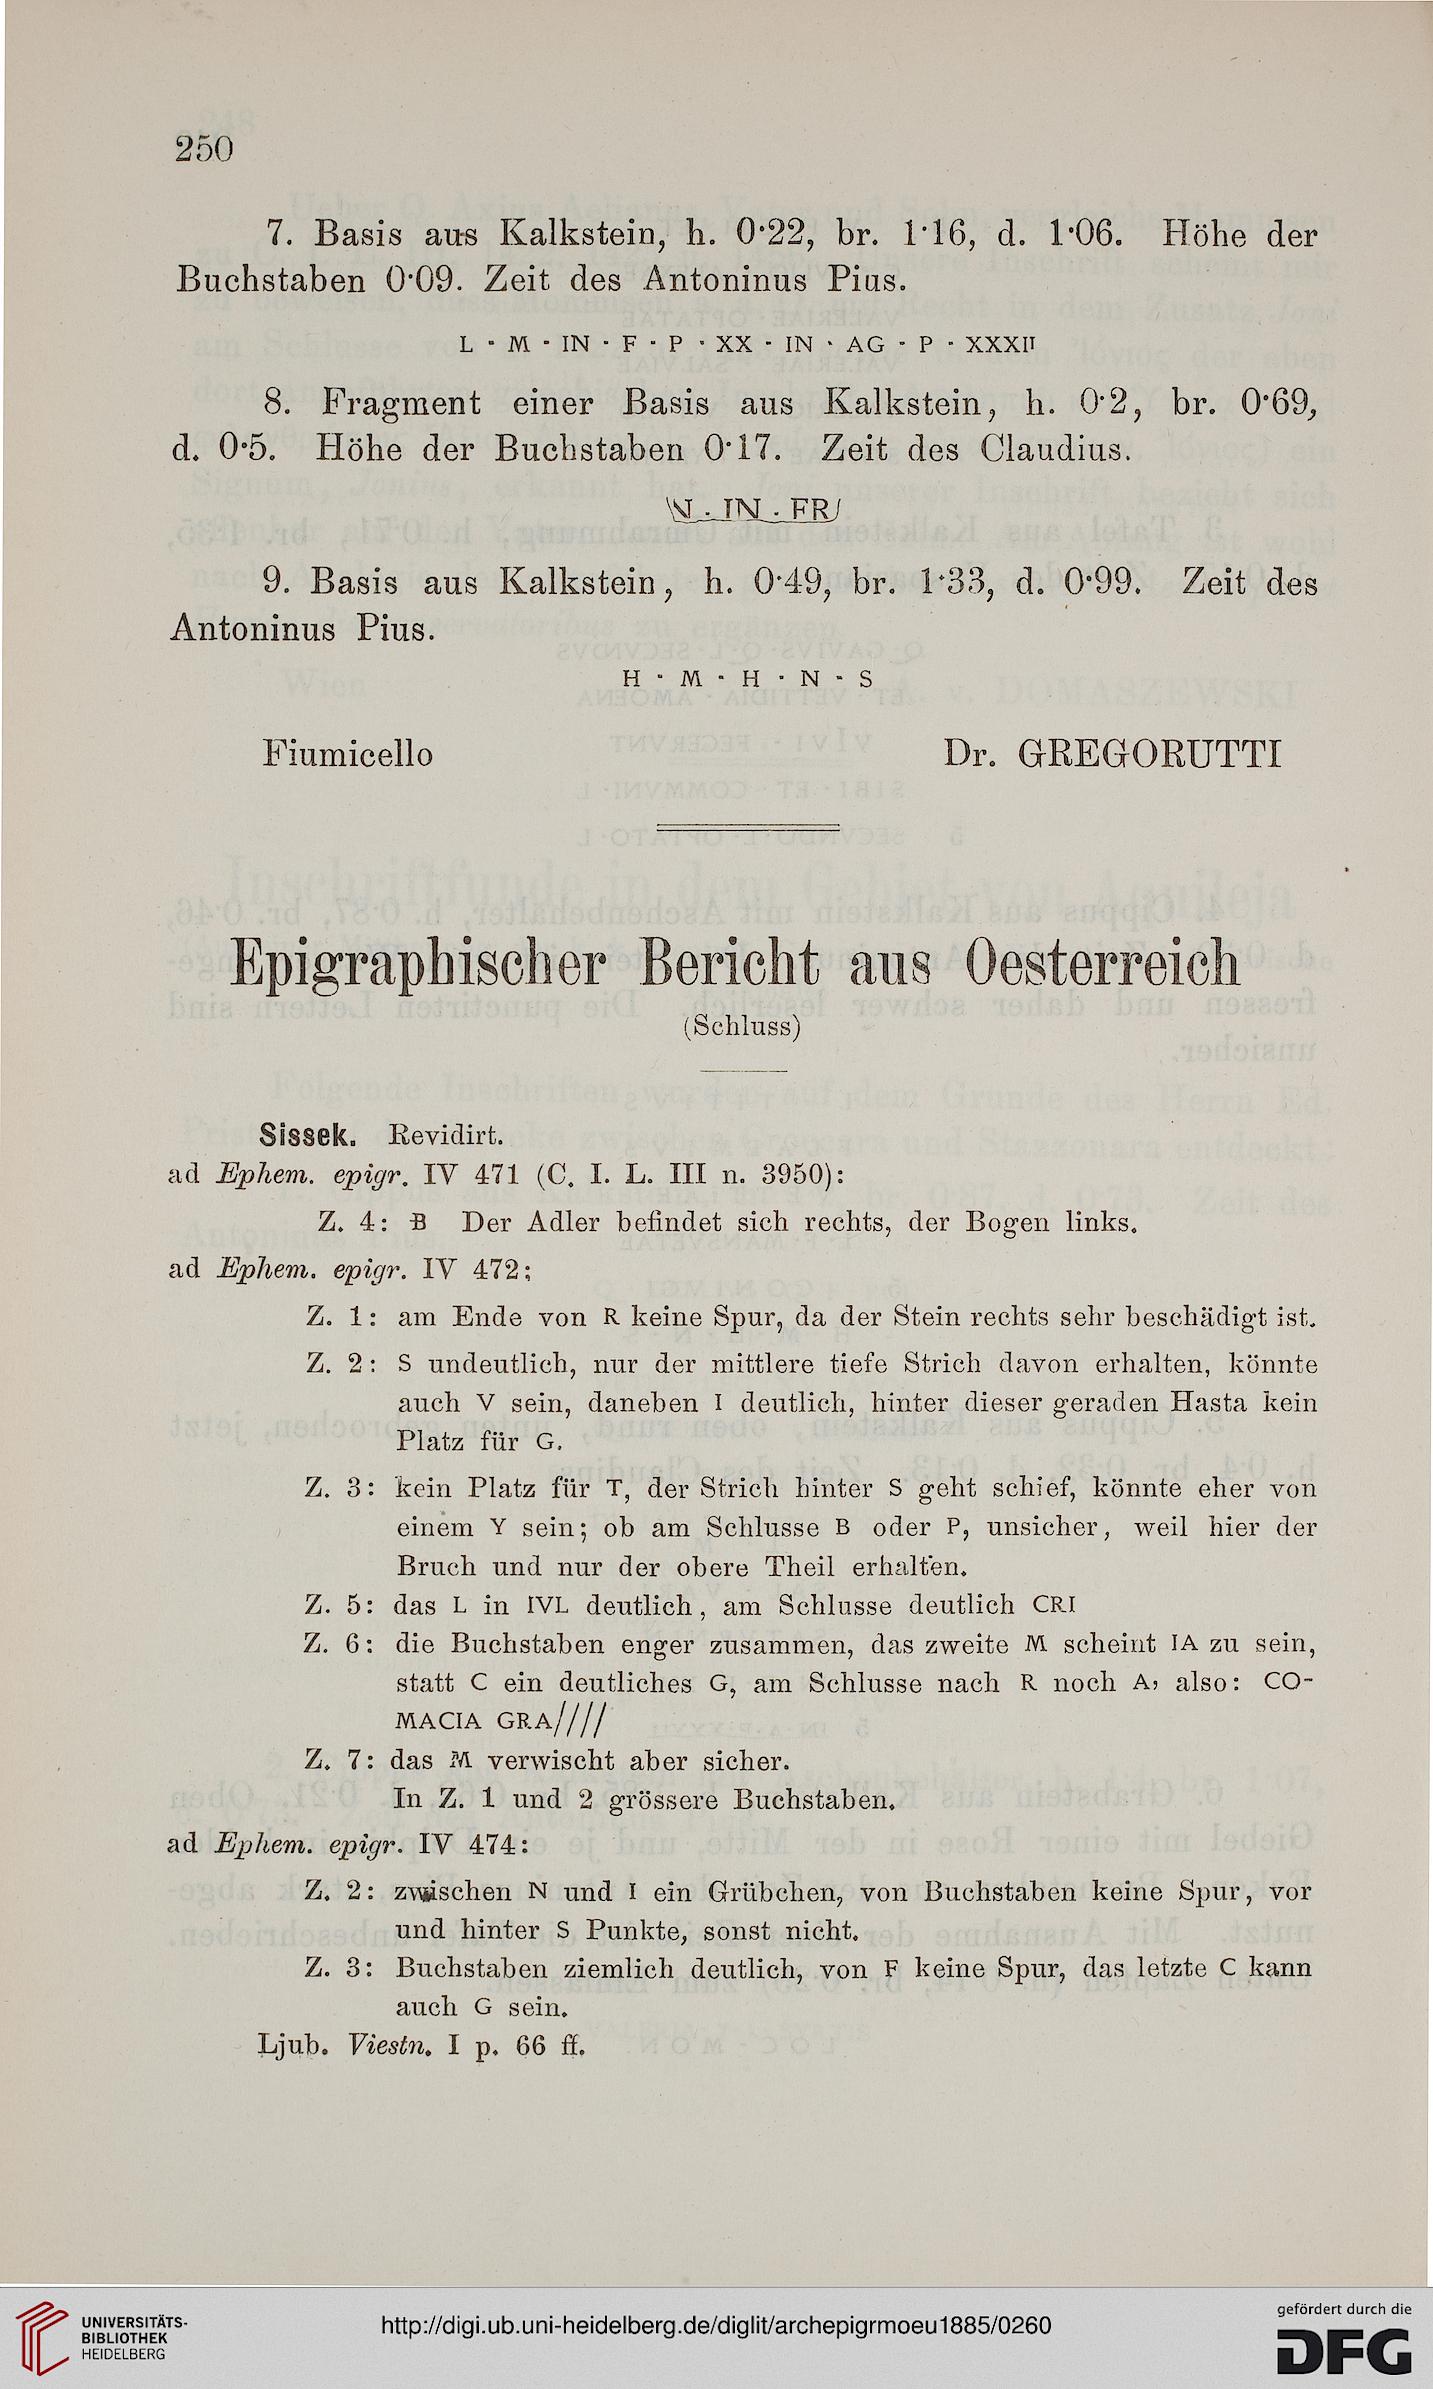 250
7. Basis aus Kalkstein, h. 0·22, br. 1·16, d. 1·06. Höhe der
Buchstaben 0·09. Zeit des Antoninus Pius.
L · M · IN · F · P · XX · IN · AG · P · XXXII
8. Fragment einer Basis aus Kalkstein, h. 0·2, br. 0·69,
d. 0·5. Höhe der Buchstaben 0·17. Zeit des Claudius.
IN · FR
9. Basis aus Kalkstein, h. 0·49, br. 1·33, d. 0·99. Zeit des
Antoninus Pius.
H · M · H · N · S
Fiumicello Dr. GREGORUTTI
Epigraphischer Bericht aus Oesterreich
(Schluss)
Sissek. Revidirt.
ad Ephem. epigr. IV 471 (C. I. L. III n. 3950):
Z. 4: B Der Adler befindet sich rechts, der Bogen links.
ad Ephem. epigr. IV 472;
Z. 1: am Ende von R keine Spur, da der Stein rechts sehr beschädigt ist.
Z. 2: S undeutlich, nur der mittlere tiefe Strich davon erhalten, könnte
auch V sein, daneben I deutlich, hinter dieser geraden Hasta kein
Platz für G.
Z. 3: kein Platz für T, der Strich hinter S geht schief, könnte eher von
einem Y sein; ob am Schlusse B oder P, unsicher, weil hier der
Bruch und nur der obere Theil erhalten.
Z. 5: das L in IVL deutlich, am Schlusse deutlich CRI
Z. 6: die Buchstaben enger zusammen, das zweite M scheint IA zu sein,
statt C ein deutliches G, am Schlusse nach R noch A, also: CO-
MACIA GRA////
Z. 7: das M verwischt aber sicher.
In Z. 1 und 2 grössere Buchstaben.
ad Ephem. epigr. IV 474:
Z. 2: zwischen N und I ein Grübchen, von Buchstaben keine Spur, vor
und hinter S Punkte, sonst nicht.
Z. 3: Buchstaben ziemlich deutlich, von F keine Spur, das letzte C kann
auch G sein.
Ljub. Viestn. I p. 66 ff.
UNIVERSITÄTS-
BIBLIOTHEK
HEIDELBERG
http://digi.ub.uni-heidelberg.de/diglit/archepigrmoeu1885/0260
gefördert durch die
DFG